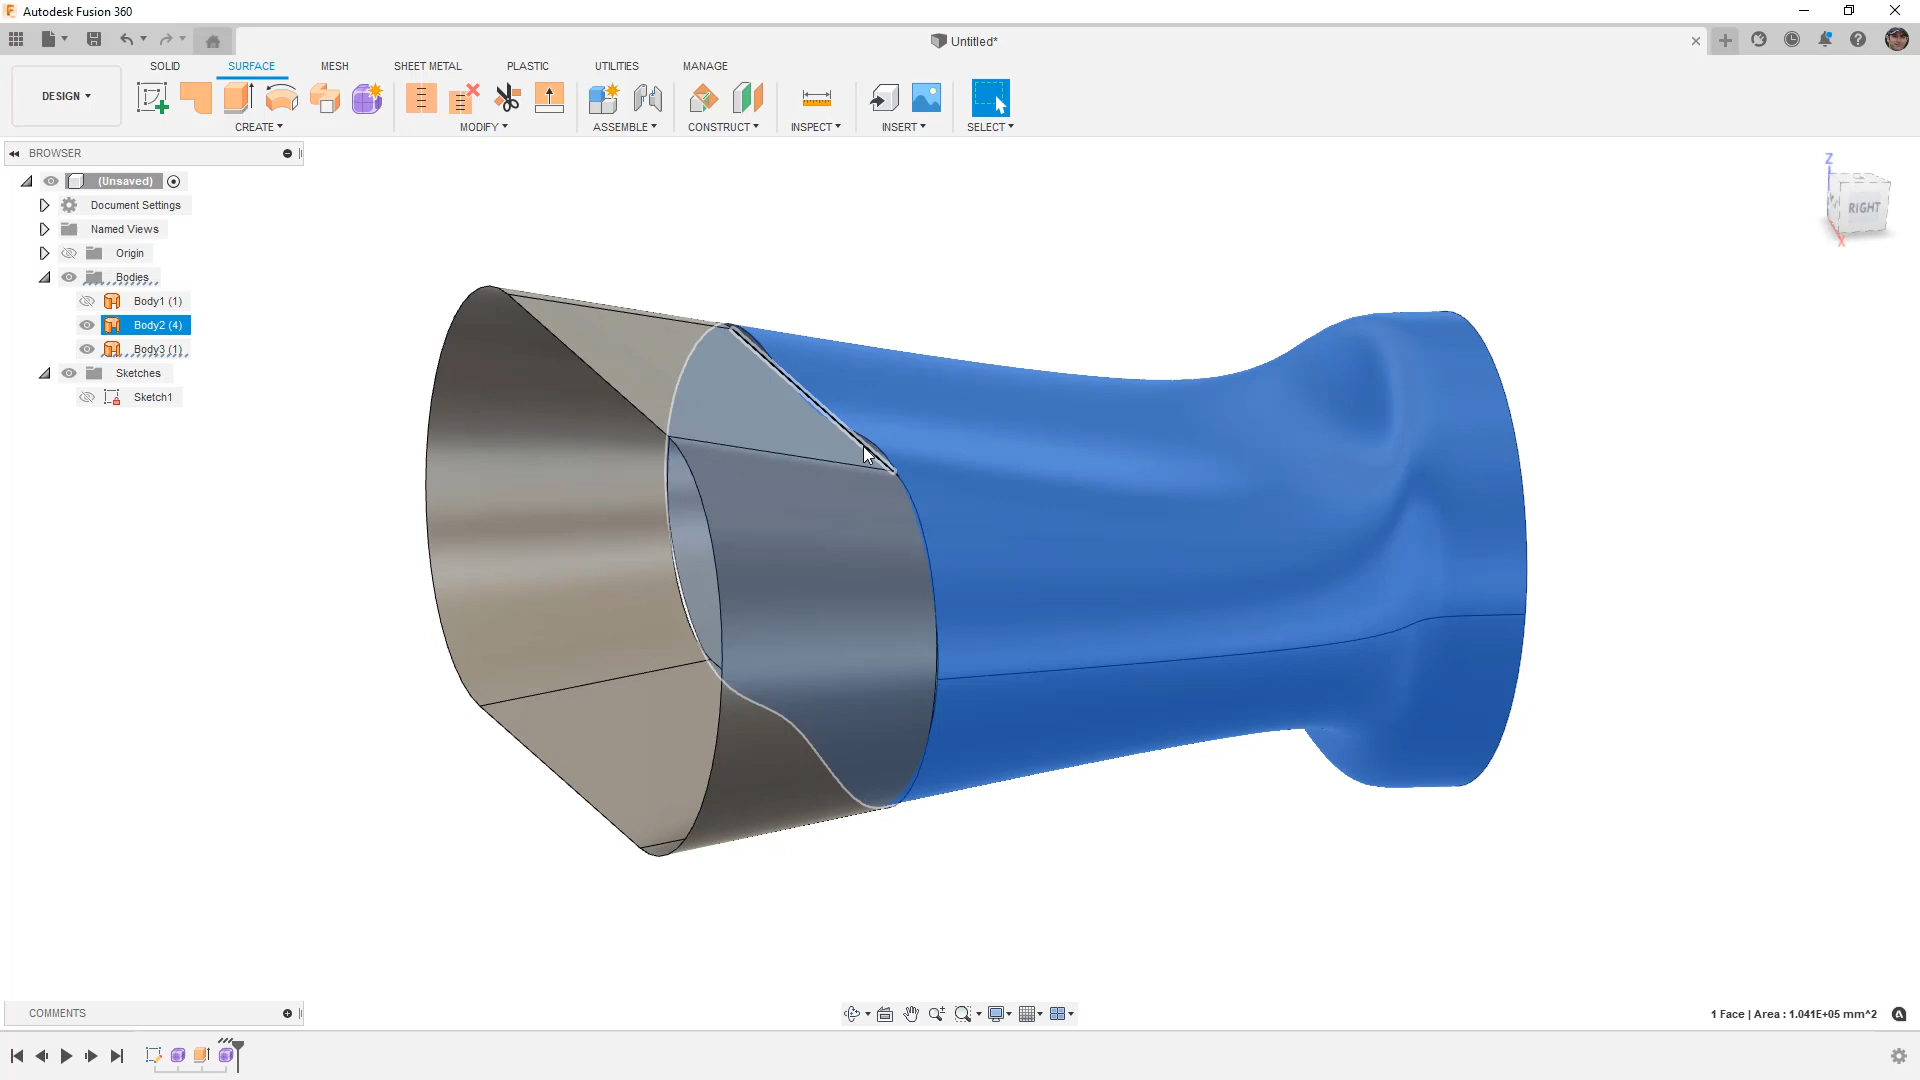 Autodesk Fusion 360
Untitled*
SOLID SURFACE MESH SHEET METAL PLASTIC UTILITIES MANAGE
DESIGN
CREATE MODIFY ASSEMBLE CONSTRUCT INSPECT INSERT SELECT
BROWSER
(Unsaved)
Document Settings
Named Views
Origin
Bodies
Body1 (1)
Body2 (4)
Body3 (1)
Sketches
Sketch1
Z
RIGHT
X
COMMENTS
1 Face | Area : 1.041E+05 mm^2